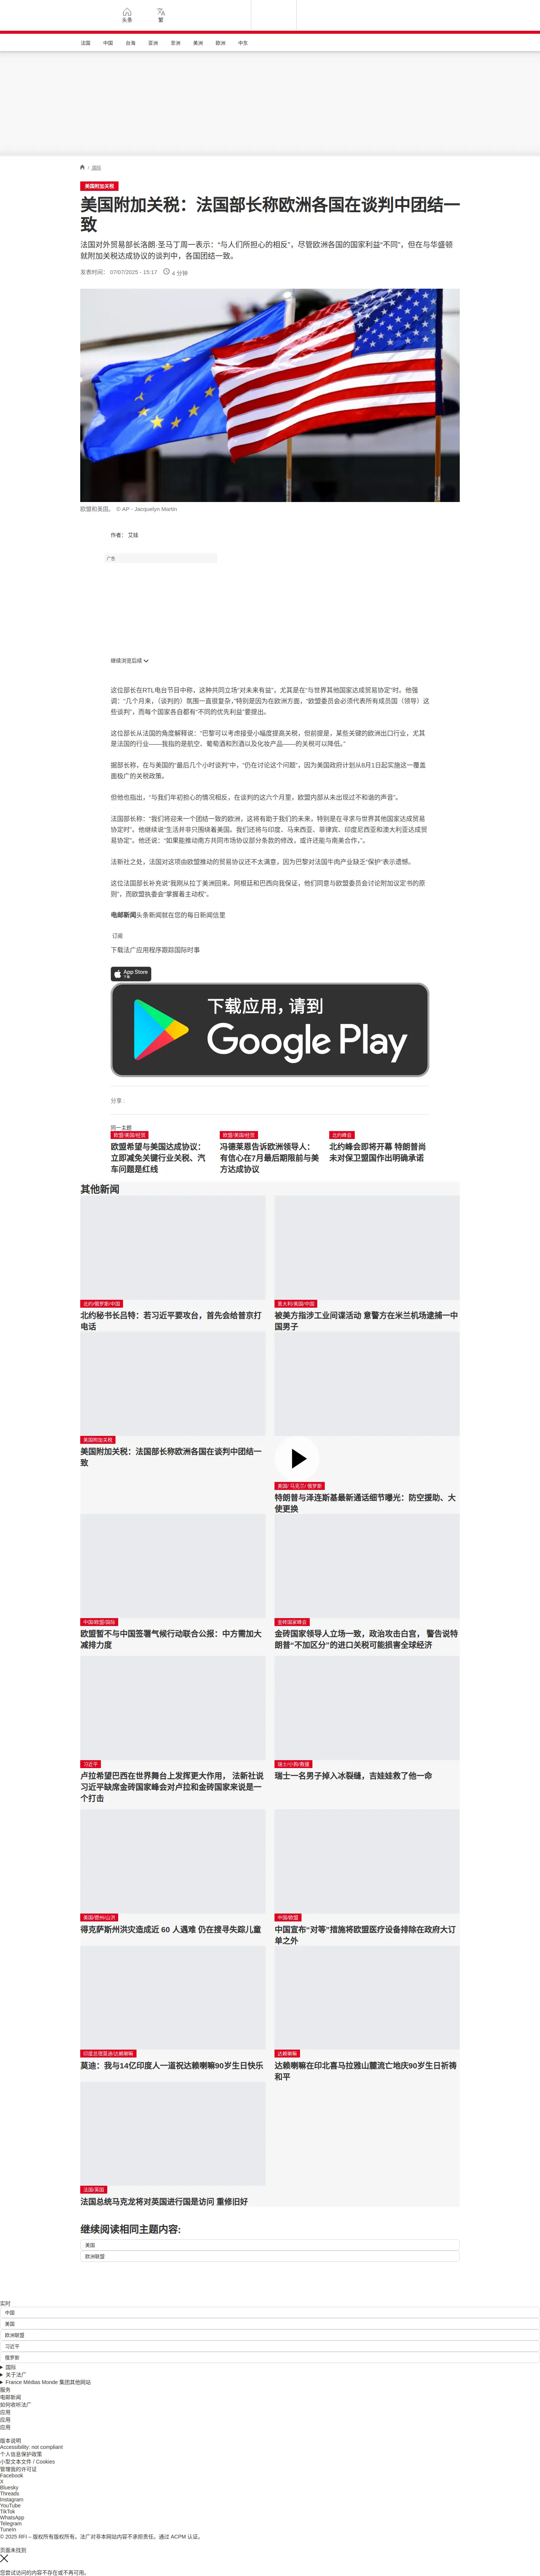 头条
繁
法国
中国
台海
亚洲
非洲
美洲
欧洲
中东
/ 国际
美国附加关税
美国附加关税：法国部长称欧洲各国在谈判中团结一
致
法国对外贸易部长洛朗·圣马丁周一表示：“与人们所担心的相反”，尽管欧洲各国的国家利益“不同”，但在与华盛顿
就附加关税达成协议的谈判中，各国团结一致。
发表时间： 07/07/2025 - 15:17
4 分钟
欧盟和美国。 © AP - Jacquelyn Martin
作者： 艾娃
广告
继续浏览后续
这位部长在RTL电台节目中称，这种共同立场“对未来有益”，尤其是在“与世界其他国家达成贸易协定”时。他强
调：“几个月来，（谈判的）氛围一直很复杂，”特别是因为在欧洲方面，“欧盟委员会必须代表所有成员国（领导）这
些谈判”，而每个国家各自都有“不同的优先利益”要提出。
这位部长从法国的角度解释说：“巴黎可以考虑接受小幅度提高关税，但前提是，某些关键的欧洲出口行业，尤其
是法国的行业——我指的是航空、葡萄酒和烈酒以及化妆产品——的关税可以降低。”
据部长称，在与美国的“最后几个小时谈判”中，“仍在讨论这个问题”，因为美国政府计划从8月1日起实施这一覆盖
面极广的关税政策。
但他也指出，“与我们年初担心的情况相反，在谈判的这六个月里，欧盟内部从未出现过不和谐的声音”。
法国部长称：“我们将迎来一个团结一致的欧洲，这将有助于我们的未来，特别是在寻求与世界其他国家达成贸易
协定时”。他继续说“生活并非只围绕着美国。我们还将与印度、马来西亚、菲律宾、印度尼西亚和澳大利亚达成贸
易协定”。他还说：“如果能推动南方共同市场协议部分条款的修改，或许还能与南美合作，”。
法新社之处，法国对这项由欧盟推动的贸易协议还不太满意，因为巴黎对法国牛肉产业缺乏“保护”表示遗憾。
这位法国部长补充说“我刚从拉丁美洲回来。阿根廷和巴西向我保证，他们同意与欧盟委员会讨论附加议定书的原
则”，而欧盟执委会“掌握着主动权”。
电邮新闻头条新闻就在您的每日新闻信里
订阅
下载法广应用程序跟踪国际时事
App Store
下载
下载应用，请到
Google Play
分享 :
同一主题
欧盟/美国/经贸
欧盟希望与美国达成协议：
立即减免关键行业关税、汽
车问题是红线
欧盟/美国/经贸
冯德莱恩告诉欧洲领导人：
有信心在7月最后期限前与美
方达成协议
北约峰会
北约峰会即将开幕 特朗普尚
未对保卫盟国作出明确承诺
其他新闻
北约/俄罗斯/中国
北约秘书长吕特：若习近平要攻台，首先会给普京打
电话
意大利/美国/中国
被美方指涉工业间谍活动 意警方在米兰机场逮捕一中
国男子
美国附加关税
美国附加关税：法国部长称欧洲各国在谈判中团结一
致
美国/ 乌克兰/ 俄罗斯
特朗普与泽连斯基最新通话细节曝光：防空援助、大
使更换
中国/欧盟/国际
欧盟暂不与中国签署气候行动联合公报：中方需加大
减排力度
金砖国家峰会
金砖国家领导人立场一致，政治攻击白宫， 警告说特
朗普“不加区分”的进口关税可能损害全球经济
习近平
卢拉希望巴西在世界舞台上发挥更大作用， 法新社说
习近平缺席金砖国家峰会对卢拉和金砖国家来说是一
个打击
瑞士/小狗/救援
瑞士一名男子掉入冰裂缝，吉娃娃救了他一命
美国/德州/山洪
得克萨斯州洪灾造成近 60 人遇难 仍在搜寻失踪儿童
中国/欧盟
中国宣布“对等”措施将欧盟医疗设备排除在政府大订
单之外
印度总理莫迪/达赖喇嘛
莫迪：我与14亿印度人一道祝达赖喇嘛90岁生日快乐
达赖喇嘛
达赖喇嘛在印北喜马拉雅山麓流亡地庆90岁生日祈祷
和平
法国/英国
法国总统马克龙将对英国进行国是访问 重修旧好
继续阅读相同主题内容:
美国
欧洲联盟
实时
中国
美国
欧洲联盟
习近平
俄罗斯
国际
关于法广
France Médias Monde 集团其他网站
服务
电邮新闻
如何收听法广
应用
应用
应用
版本说明
Accessibility: not compliant
个人信息保护政策
小型文本文件 / Cookies
管理我的许可证
Facebook
X
Bluesky
Threads
Instagram
YouTube
TikTok
WhatsApp
Telegram
TuneIn
© 2025 RFI – 版权所有版权所有。法广对非本网站内容不承担责任。通过 ACPM 认证。
页面未找到
您尝试访问的内容不存在或不再可用。